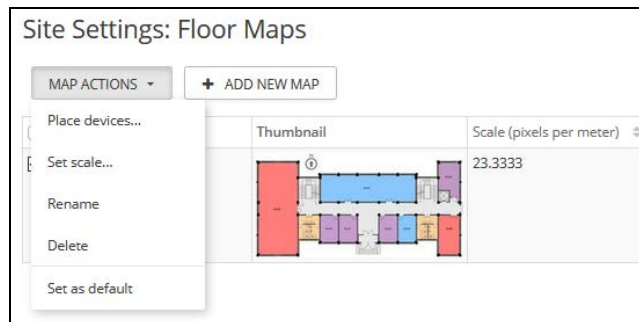 Site Settings: Floor Maps
MAP ACTIONS
+ ADD NEW MAP
Place devices...
Thumbnail
Scale (pixels per meter)
Set scale...
23.3333
Rename
Delete
Set as default